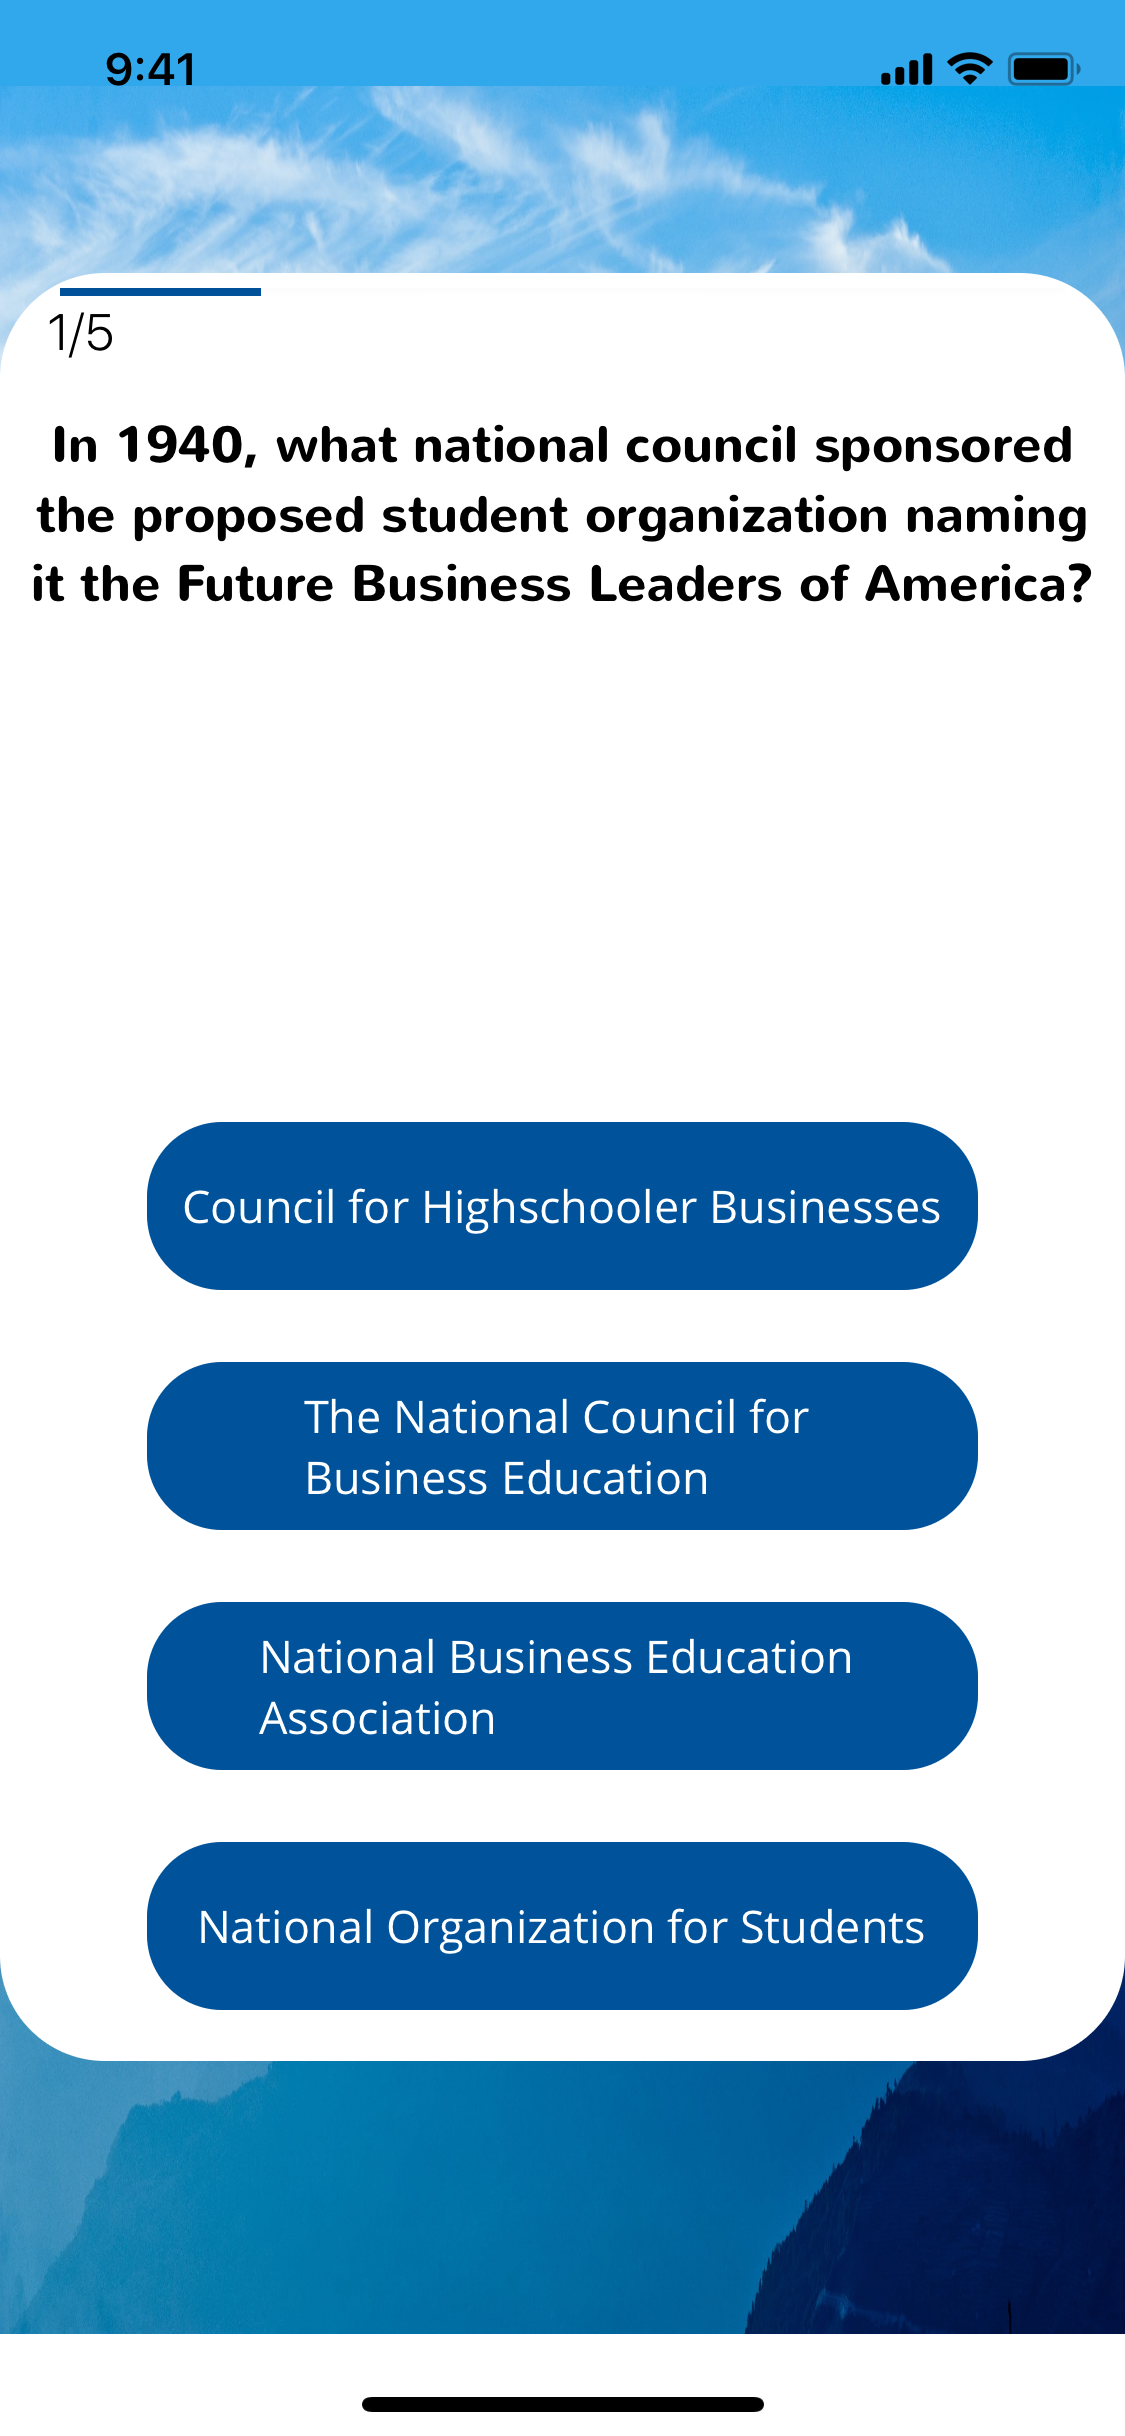 9:41
1/5
In 1940, what national council sponsored
the proposed student organization naming
it the Future Business Leaders of America?
Council for Highschooler Businesses
The National Council for
Business Education
National Business Education
Association
National Organization for Students